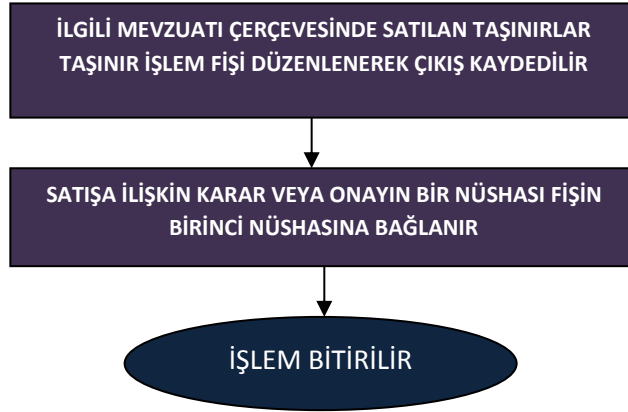 İLGİLİ MEVZUATI ÇERÇEVESİNDE SATILAN TAŞINIRLAR
TAŞINIR İŞLEM FİŞİ DÜZENLENEREK ÇIKIŞ KAYDEDİLİR
SATIŞA İLİŞKİN KARAR VEYA ONAYIN BİR NÜSHASI FİŞİN
BİRİNCİ NÜSHASINA BAĞLANIR
İŞLEM BİTİRİLİR